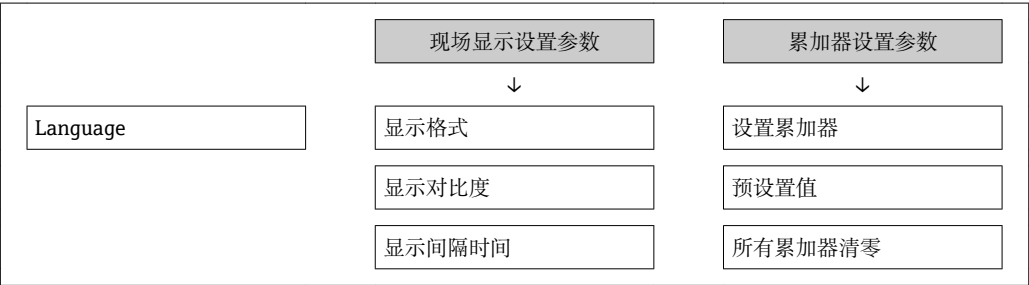 现场显示设置参数
累加器设置参数
↓
↓
Language
显示格式
设置累加器
显示对比度
预设置值
显示间隔时间
所有累加器清零